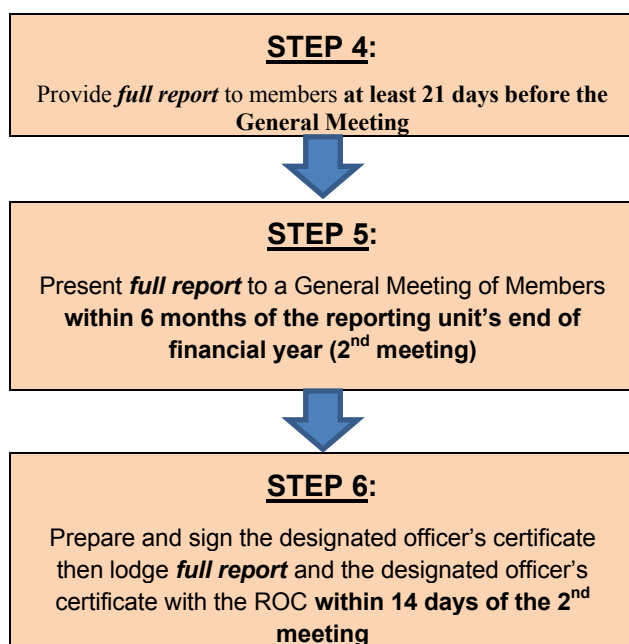 STEP 4:
Provide full report to members at least 21 days before the
General Meeting
STEP 5:
Present full report to a General Meeting of Members
within 6 months of the reporting unit's end of
financial year (2nd meeting)
STEP 6:
Prepare and sign the designated officer's certificate
then lodge full report and the designated officer's
certificate with the ROC within 14 days of the 2nd
meeting